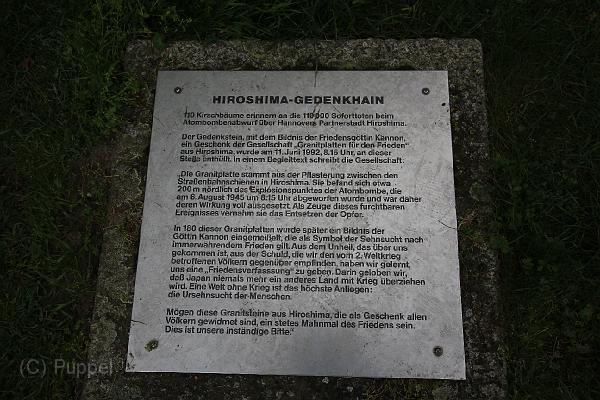 HIROSHIMA-GEDENKHAIN
110 Kirschbäume erinnern an die 110 000 Soforttoten beim
Atombombenabwurf über Hannovers Partnerstadt Hiroshima.
Der Gedenkstein, mit dem Bildnis der Friedensgöttin Kannon,
ein Geschenk der Gesellschaft „Granitplatten für den Frieden"
aus Hiroshima, wurde am 11. Juni 1992, 8.15 Uhr, an dieser
Stelle enthüllt. In einem Begleittext schreibt die Gesellschaft:
„Die Granitplatte stammt aus der Pflasterung zwischen den
Straßenbahnschienen in Hiroshima. Sie befand sich etwa
200 m nördlich des Explosionspunktes der Atombombe, die
am 6. August 1945 um 8:15 Uhr abgeworfen wurde und war daher
deren Wirkung voll ausgesetzt. Als Zeuge dieses furchtbaren
Ereignisses vernahm sie das Entsetzen der Opfer.
In 180 dieser Granitplatten wurde später ein Bildnis der
Göttin Kannon eingemeißelt, die als Symbol der Sehnsucht nach
immerwährendem Frieden gilt. Aus dem Unheil, das über uns
gekommen ist, aus der Schuld, die wir den vom 2. Weltkrieg
betroffenen Völkern gegenüber empfinden, haben wir gelernt,
uns eine „Friedensverfasssung" zu geben. Darin geloben wir,
daß Japan niemals mehr ein anderes Land mit Krieg überziehen
wird. Eine Welt ohne Krieg ist das höchste Anliegen:
die Ursehnsucht der Menschen.
Mögen diese Granitsteine aus Hiroshima, die als Geschenk allen
Völkern gewidmet sind, ein stetes Mahnmal des Friedens sein.
Dies ist unsere inständige Bitte."
(C) Puppel